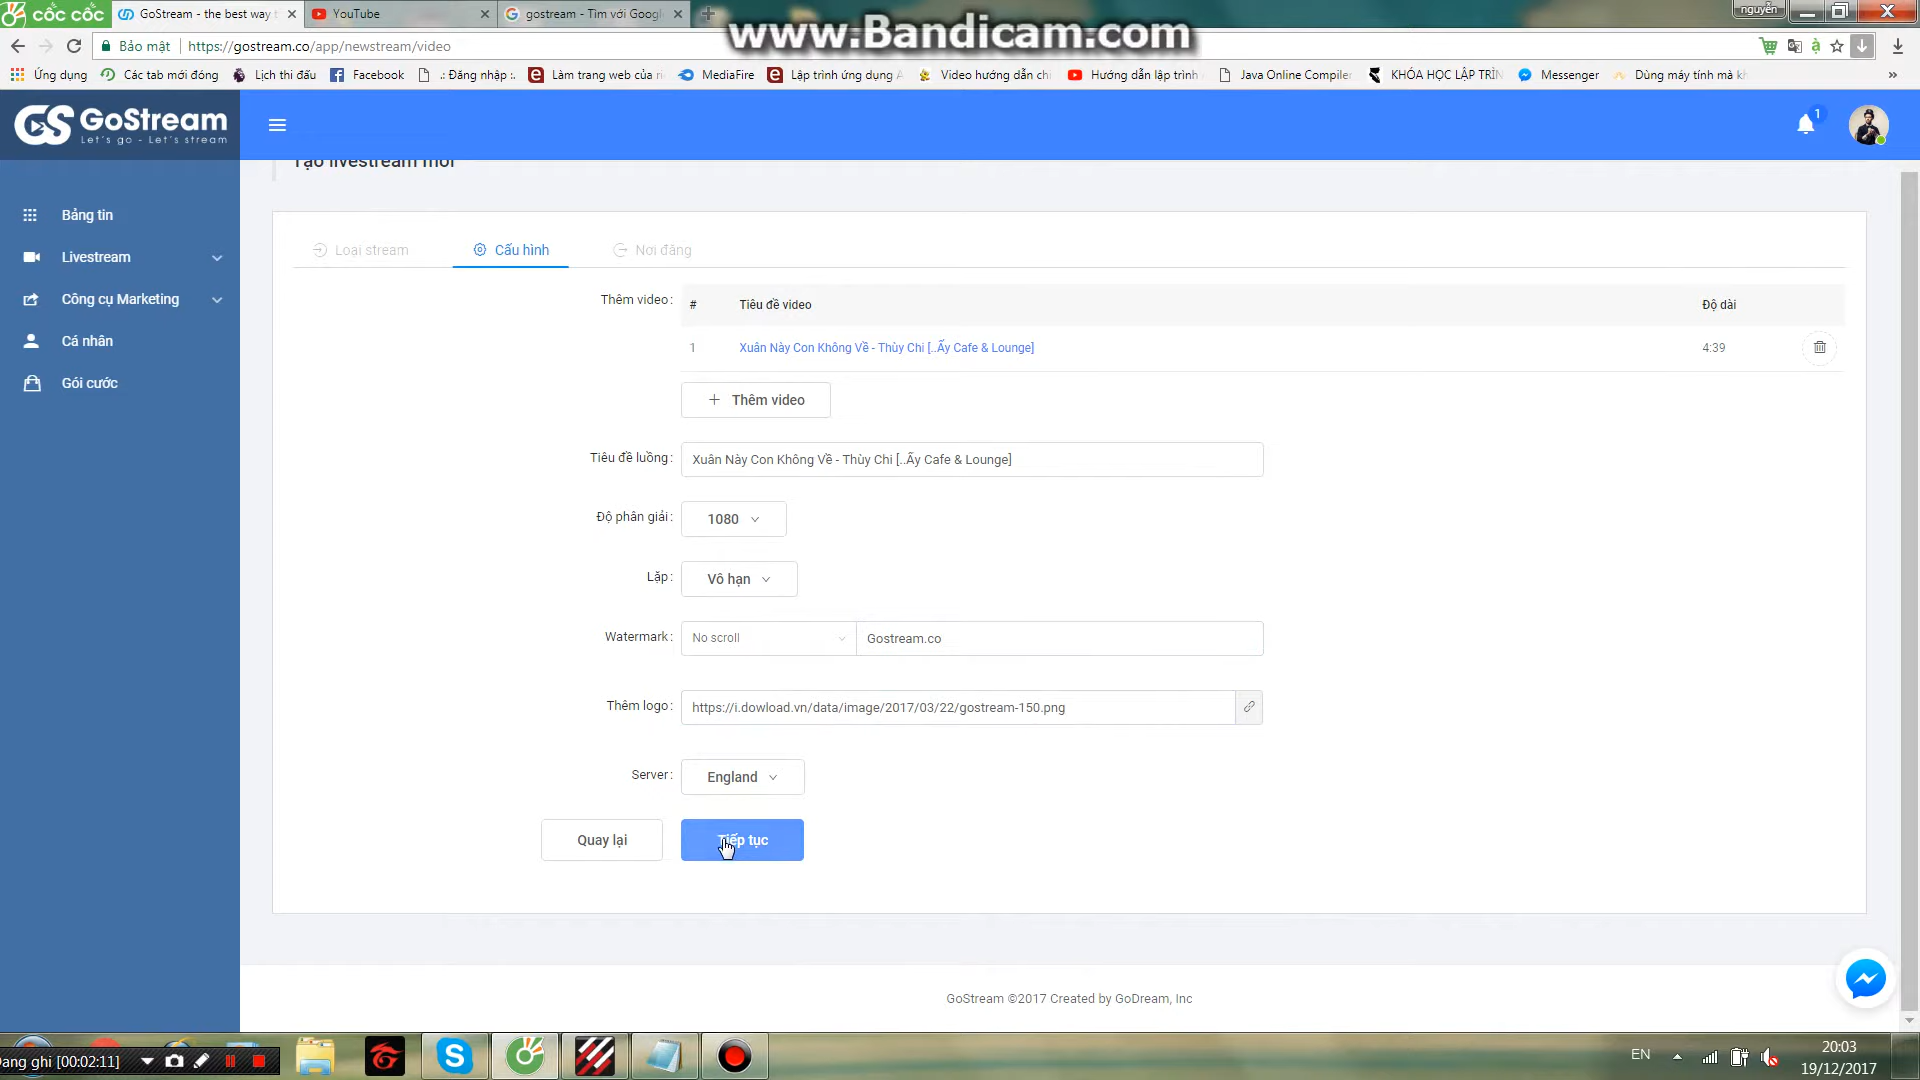 cốc cốc
GoStream - the best way
YouTube
gostream - Tìm với Googl
www.Bandicam.com
nguyễn
Bảo mật
https://gostream.co/app/newstream/video
Ứng dụng
Các tab mới đóng
Lịch thi đấu
Facebook
.: Đăng nhập :.
Làm trang web của ri
MediaFire
Lập trình ứng dụng
Video hướng dẫn ch
Hướng dẫn lập trình
Java Online Compiler
KHÓA HỌC LẬP TRÌN
Messenger
Dùng máy tính mà k
»
GS GoStream
Let's go - Let's stream
1
Tạo livestream mới
Bảng tin
Livestream
Công cụ Marketing
Cá nhân
Gói cước
Loại stream
Cấu hình
Nơi đăng
Thêm video:
# Tiêu đề video Độ dài
1 Xuân Này Con Không Về - Thùy Chi [..Ấy Cafe & Lounge] 4:39
+ Thêm video
Tiêu đề luồng: Xuân Này Con Không Về - Thùy Chi [..Ấy Cafe & Lounge]
Độ phân giải: 1080
Lặp: Vô hạn
Watermark: No scroll Gostream.co
Thêm logo: https://i.dowload.vn/data/image/2017/03/22/gostream-150.png
Server: England
Quay lại
Tiếp tục
GoStream ©2017 Created by GoDream, Inc
Đang ghi [00:02:11]
EN
20:03
19/12/2017